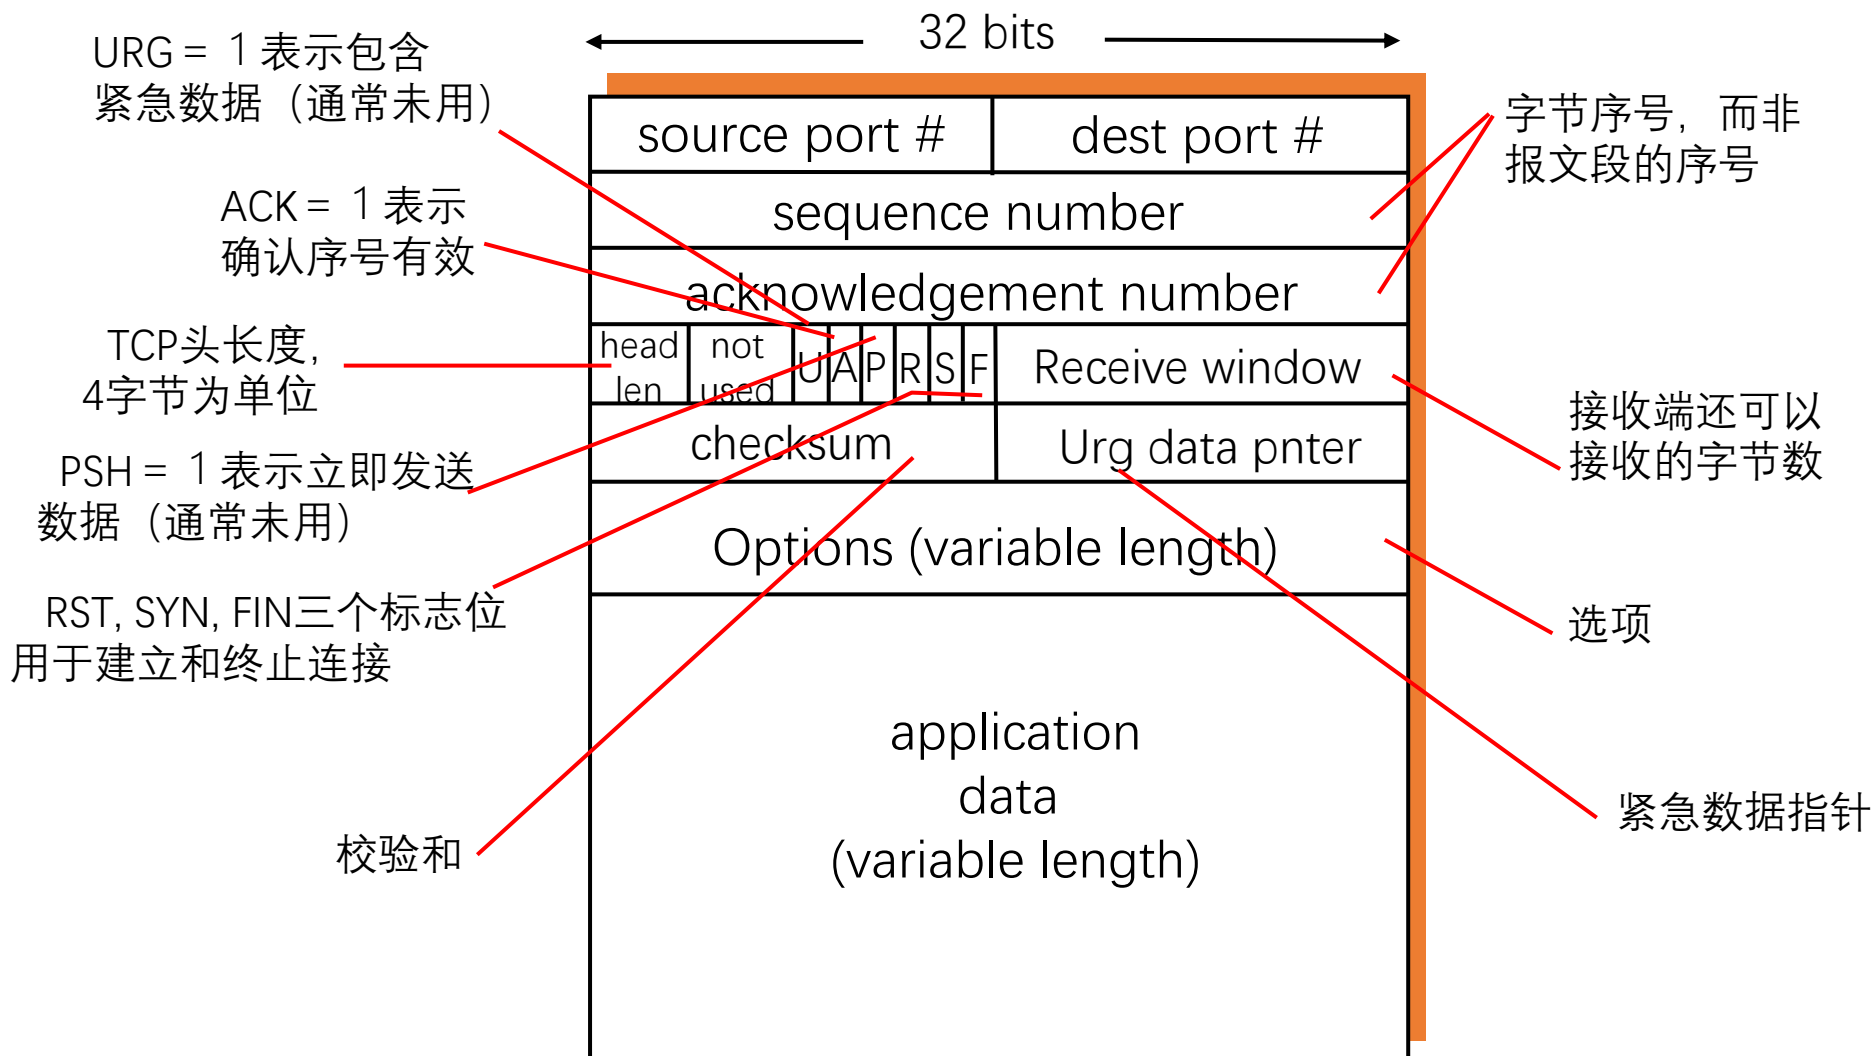 32 bits
URG = 1 表示包含
紧急数据（通常未用）
source port #
dest port #
字节序号，而非
报文段的序号
ACK = 1 表示
确认序号有效
sequence number
acknowledgement number
TCP头长度，
4字节为单位
head
len
not
used
U
A
P
R
S
F
Receive window
接收端还可以
接收的字节数
PSH = 1 表示立即发送
数据（通常未用）
checksum
Urg data pnter
Options (variable length)
RST, SYN, FIN三个标志位
用于建立和终止连接
选项
application
data
(variable length)
校验和
紧急数据指针